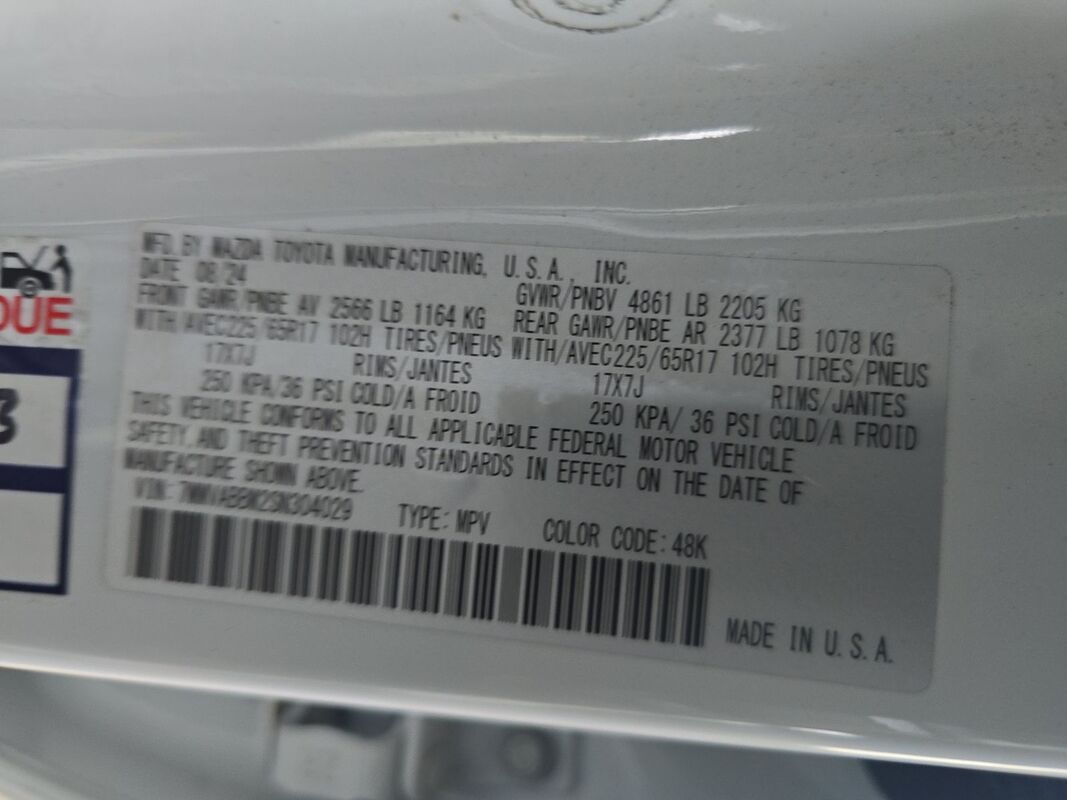 DUE
3
MFD. BY MAZDA TOYOTA MANUFACTURING, U.S.A., INC.
DATE 08/24 GVWR/PNBV 4861 LB 2205 KG
FRONT GAWR/PNBE AV 2566 LB 1164 KG REAR GAWR/PNBE AR 2377 LB 1078 KG
WITH/AVEC225/65R17 102H TIRES/PNEUS WITH/AVEC225/65R17 102H TIRES/PNEUS
17X7J RIMS/JANTES 17X7J RIMS/JANTES
250 KPA/36 PSI COLD/A FROID 250 KPA/ 36 PSI COLD/A FROID
THIS VEHICLE CONFORMS TO ALL APPLICABLE FEDERAL MOTOR VEHICLE
SAFETY AND THEFT PREVENTION STANDARDS IN EFFECT ON THE DATE OF
MANUFACTURE SHOWN ABOVE.
VIN: 7MMVABBM2SN304029 TYPE: MPV COLOR CODE: 48K
MADE IN U.S.A.